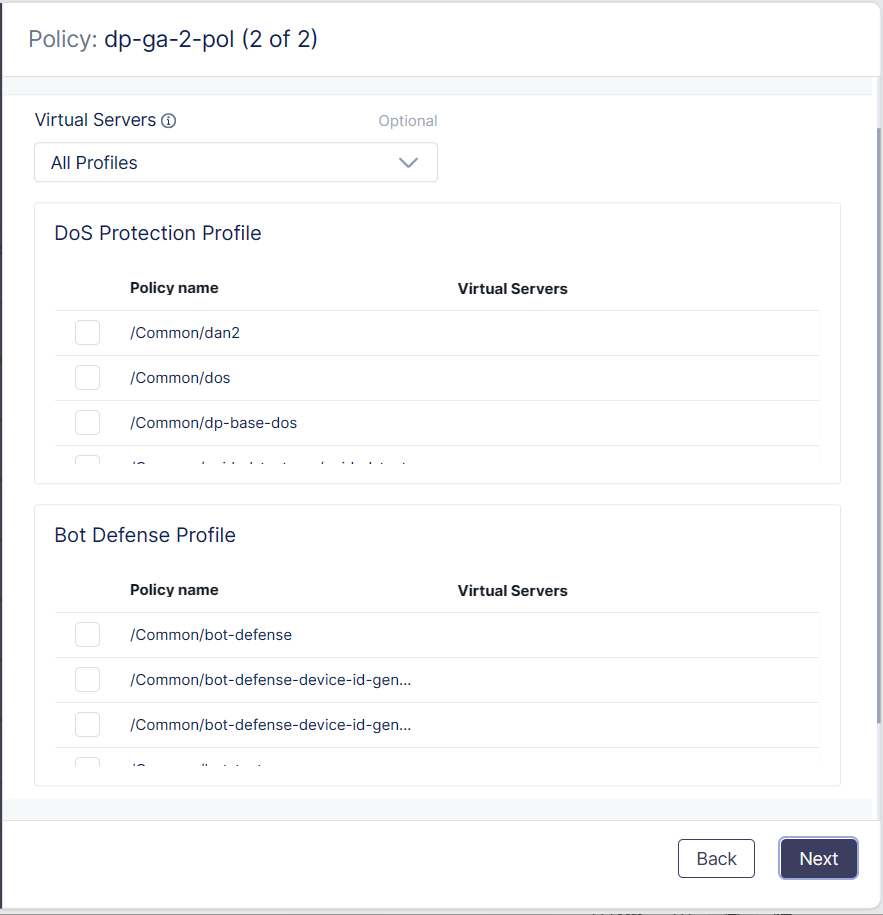 Policy: dp-ga-2-pol (2 of 2)
Virtual Servers
Optional
All Profiles
DoS Protection Profile
Policy name Virtual Servers
/Common/dan2
/Common/dos
/Common/dp-base-dos
Bot Defense Profile
Policy name Virtual Servers
/Common/bot-defense
/Common/bot-defense-device-id-gen...
/Common/bot-defense-device-id-gen...
Back Next